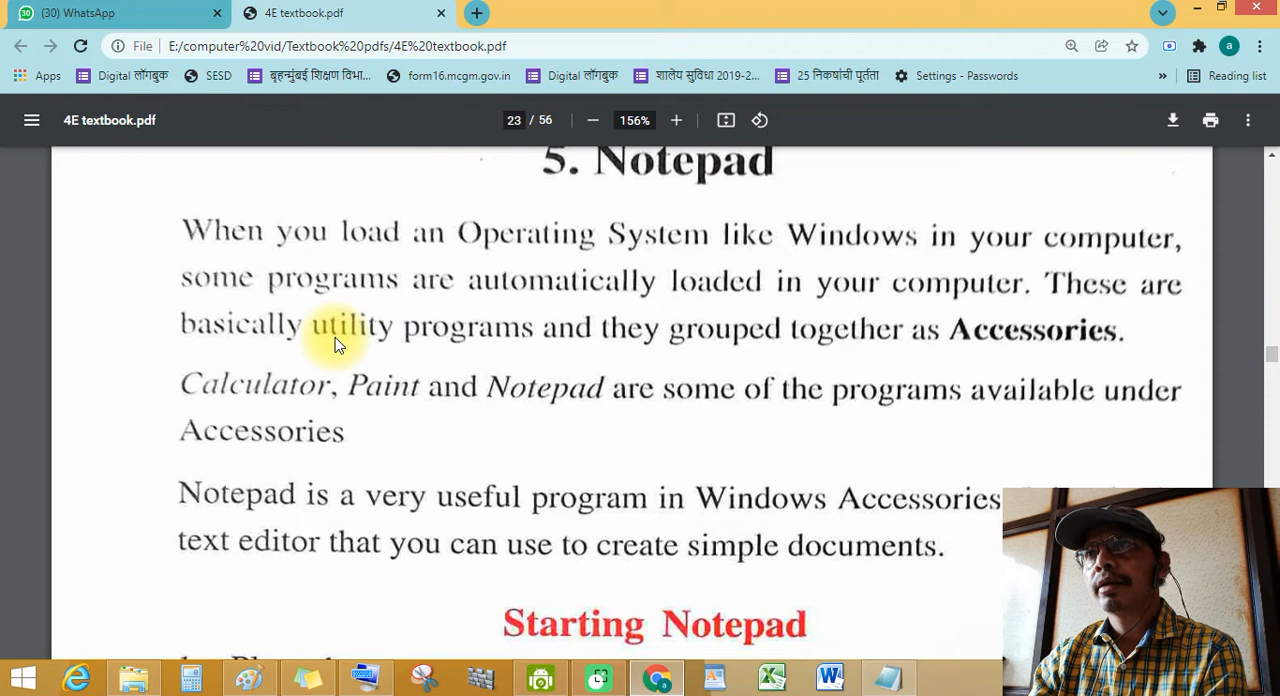 (30) WhatsApp
4E textbook.pdf
File
E:/computer%20vid/Textbook%20pdfs/4E%20textbook.pdf
a
Apps
Digital लॉगबुक
SESD
बृहन्मुंबई शिक्षण विभा...
form16.mcgm.gov.in
Digital लॉगबुक
शालेय सुविधा 2019-2...
25 निकषांची पूर्तता
Settings - Passwords
»
Reading list
4E textbook.pdf
23 / 56
156%
5. Notepad
When you load an Operating System like Windows in your computer,
some programs are automatically loaded in your computer. These are
basically utility programs and they grouped together as Accessories.
Calculator, Paint and Notepad are some of the programs available under
Accessories
Notepad is a very useful program in Windows Accessories
text editor that you can use to create simple documents.
Starting Notepad